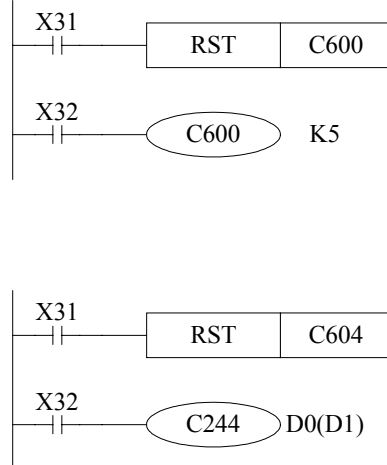 X31
RST C600
X32
C600 K5
X31
RST C604
X32
C244 D0(D1)